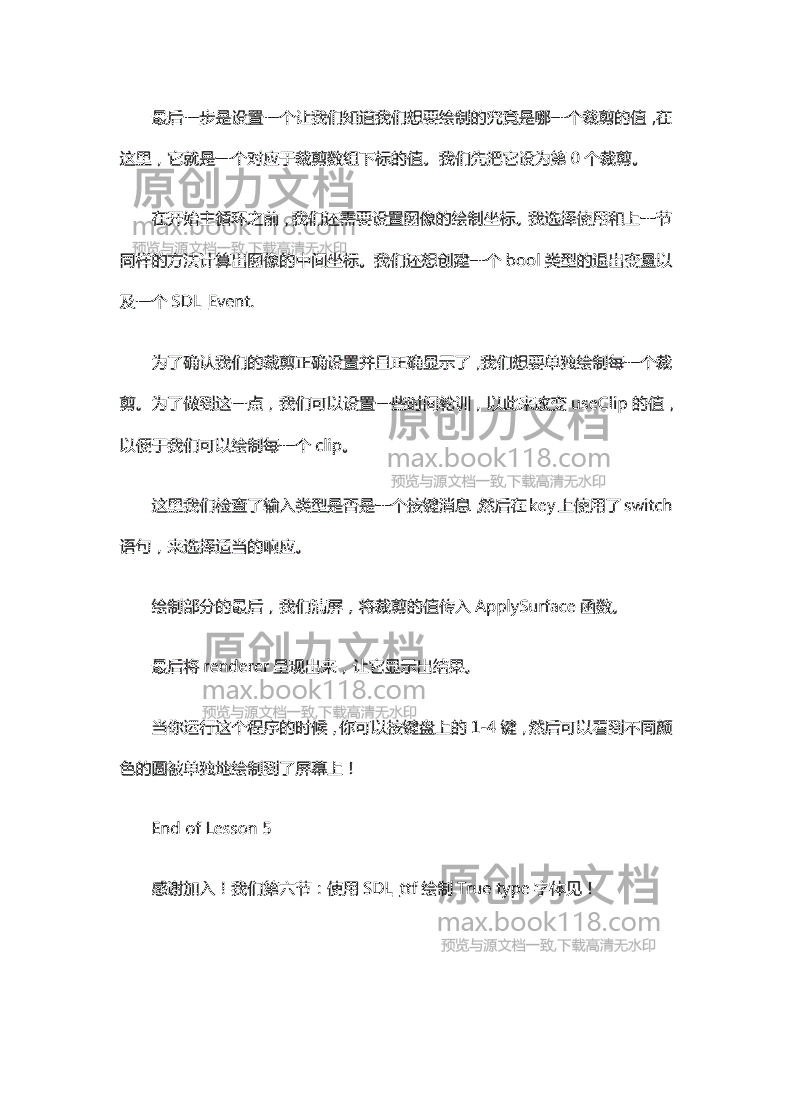 最后一步是设置一个让我们知道我们想要绘制的究竟是哪一个裁剪的值，在
这里，它就是一个对应于裁剪数组下标的值。我们先把它设为第 0 个裁剪。
原创力文档
在开始主循环之前，我们还需要设置图像的绘制坐标。我选择使用和上一节
预览与源文档一致,下载高清无水印
同样的方法计算出图像的中间坐标。我们还想创建一个 bool 类型的退出变量以
及一个 SDL_Event.
为了确认我们的裁剪正确设置并且正确显示了，我们想要单独绘制每一个裁
剪。为了做到这一点，我们可以设置一些时间轮训，以此来改变 useClip 的值，
原创力文档
以便于我们可以绘制每一个 clip。
max.book118.com
预览与源文档一致,下载高清无水印
这里我们检查了输入类型是否是一个按键消息，然后在 key 上使用了 switch
语句，来选择适当的响应。
绘制部分的最后，我们清屏，将裁剪的值传入 ApplySurface 函数。
原创力文档
最后将 renderer 呈现出来，让它显示出结果。
max.book118.com
预览与源文档一致,下载高清无水印
当你运行这个程序的时候，你可以按键盘上的 1-4 键，然后可以看到不同颜
色的圆被单独地绘制到了屏幕上！
End of Lesson 5
感谢加入！我们第六节：使用 SDL_ttf 绘制 True type 字体见！
原创力文档
max.book118.com
预览与源文档一致,下载高清无水印